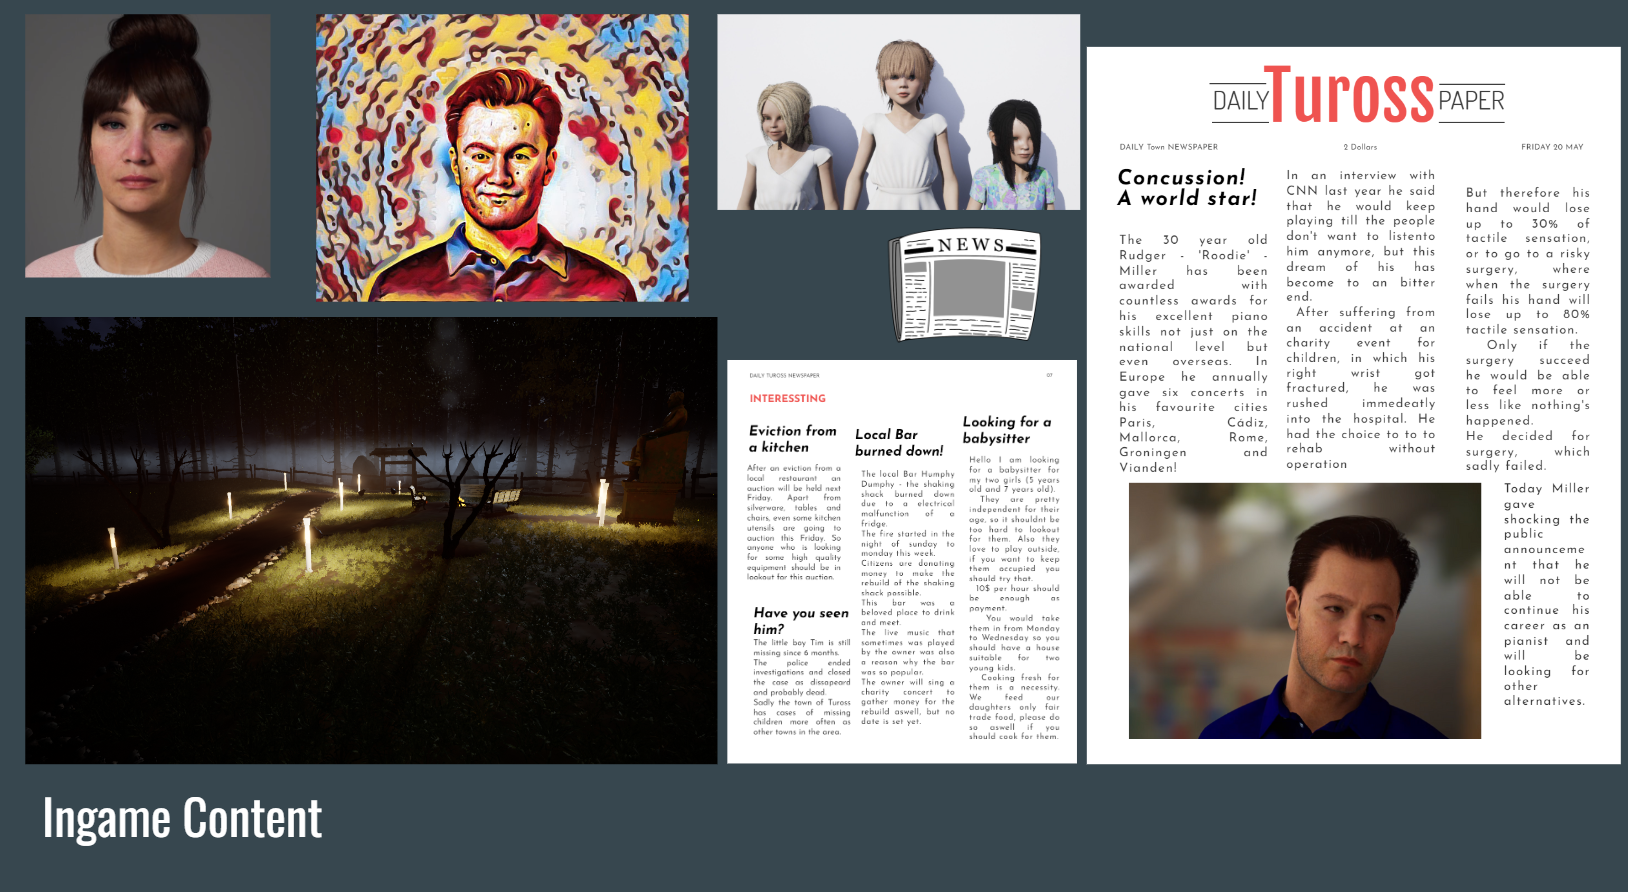 NEWS
DAILY Tuross PAPER
DAILY Town NEWSPAPER
2 Dollars
FRIDAY 20 MAY
Concussion!
A world star!
The 30 year old
Rudger - 'Roodie' -
Miller has been
awarded with
countless awards for
his excellent piano
skills not just on the
national level but
even overseas. In
Europe he annually
gave six concerts in
his favourite cities
Paris, Cádiz,
Mallorca, Rome,
Groningen and
Vianden!
In an interview with
CNN last year he said
that he would keep
playing till the people
don't want to listento
him anymore, but this
dream of his has
become to an bitter
end.
After suffering from
an accident at an
charity event for
children, in which his
right wrist got
fractured, he was
rushed immedeatly
into the hospital. He
had the choice to to to
rehab without
operation
But therefore his
hand would lose
up to 30% of
tactile sensation,
or to go to a risky
surgery, where
when the surgery
fails his hand will
lose up to 80%
tactile sensation.
Only if the
surgery succeed
he would be able
to feel more or
less like nothing's
happened.
He decided for
surgery, which
sadly failed.
Today Miller
gave
shocking the
public
announceme
nt that he
will not be
able to
continue his
career as an
pianist and
will be
looking for
other
alternatives.
DAILY TUROSS NEWSPAPER
07
INTERESSTING
Eviction from
a kitchen
After an eviction from a
local restaurant an
auction will be held next
Friday. Apart from
silverware, tables and
chairs, even some kitchen
utensils are going to
auction this Friday. So
anyone who is looking
for some high quality
equipment should be in
lookout for this auction.
Have you seen
him?
The little boy Tim is still
missing since 6 months.
The police ended
investigations and closed
the case as dissapeard
and probably dead.
Sadly the town of Tuross
has cases of missing
children more often as
other towns in the area.
Local Bar
burned down!
The local Bar Humphy
Dumphy - the shaking
shack burned down
due to a electrical
malfunction of a
fridge.
The fire started in the
night of sunday to
monday this week.
Citizens are donating
money to make the
rebuild of the shaking
shack possible.
This bar was a
beloved place to drink
and meet.
The live music that
sometimes was played
by the owner was also
a reason why the bar
was so popular.
The owner will sing a
charity concert to
gather money for the
rebuild aswell, but no
date is set yet.
Looking for a
babysitter
Hello I am looking
for a babysitter for
my two girls (5 years
old and 7 years old).
They are pretty
independent for their
age, so it shouldnt be
too hard to lookout
for them. Also they
love to play outside,
if you want to keep
them occupied you
should try that.
10$ per hour should
be enough as
payment.
You would take
them in from Monday
to Wednesday so you
should have a house
suitable for two
young kids.
Cooking fresh for
them is a necessity.
We feed our
daughters only fair
trade food, please do
so aswell if you
should cook for them.
Ingame Content